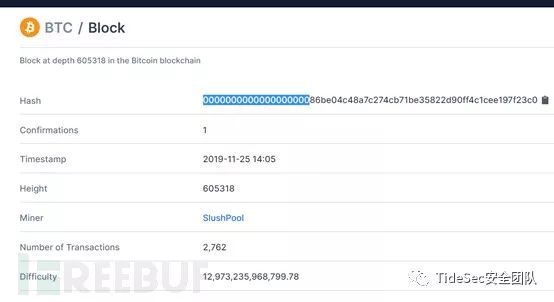 BTC / Block
Block at depth 605318 in the Bitcoin blockchain
Hash 000000000000000000086be04c48a7c274cb71be35822d90ff4c1cee197f23c0
Confirmations 1
Timestamp 2019-11-25 14:05
Height 605318
Miner SlushPool
Number of Transactions 2,762
Difficulty 12,973,235,968,799.78
FREEBUF
TideSec安全团队